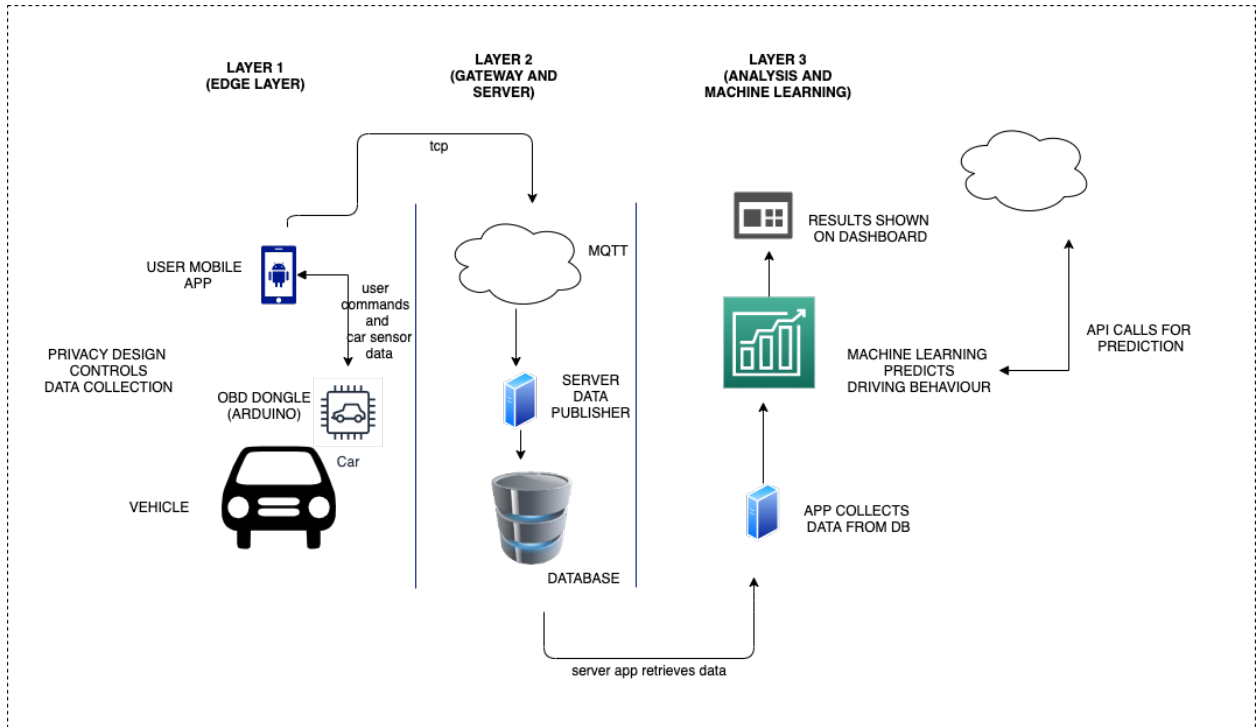 LAYER 1
(EDGE LAYER)
LAYER 2
(GATEWAY AND
SERVER)
LAYER 3
(ANALYSIS AND
MACHINE LEARNING)
tcp
USER MOBILE
APP
user
commands
and
car sensor
data
PRIVACY DESIGN
CONTROLS
DATA COLLECTION
OBD DONGLE
(ARDUINO)
Car
VEHICLE
MQTT
SERVER
DATA
PUBLISHER
DATABASE
server app retrieves data
RESULTS SHOWN
ON DASHBOARD
MACHINE LEARNING
PREDICTS
DRIVING BEHAVIOUR
API CALLS FOR
PREDICTION
APP COLLECTS
DATA FROM DB